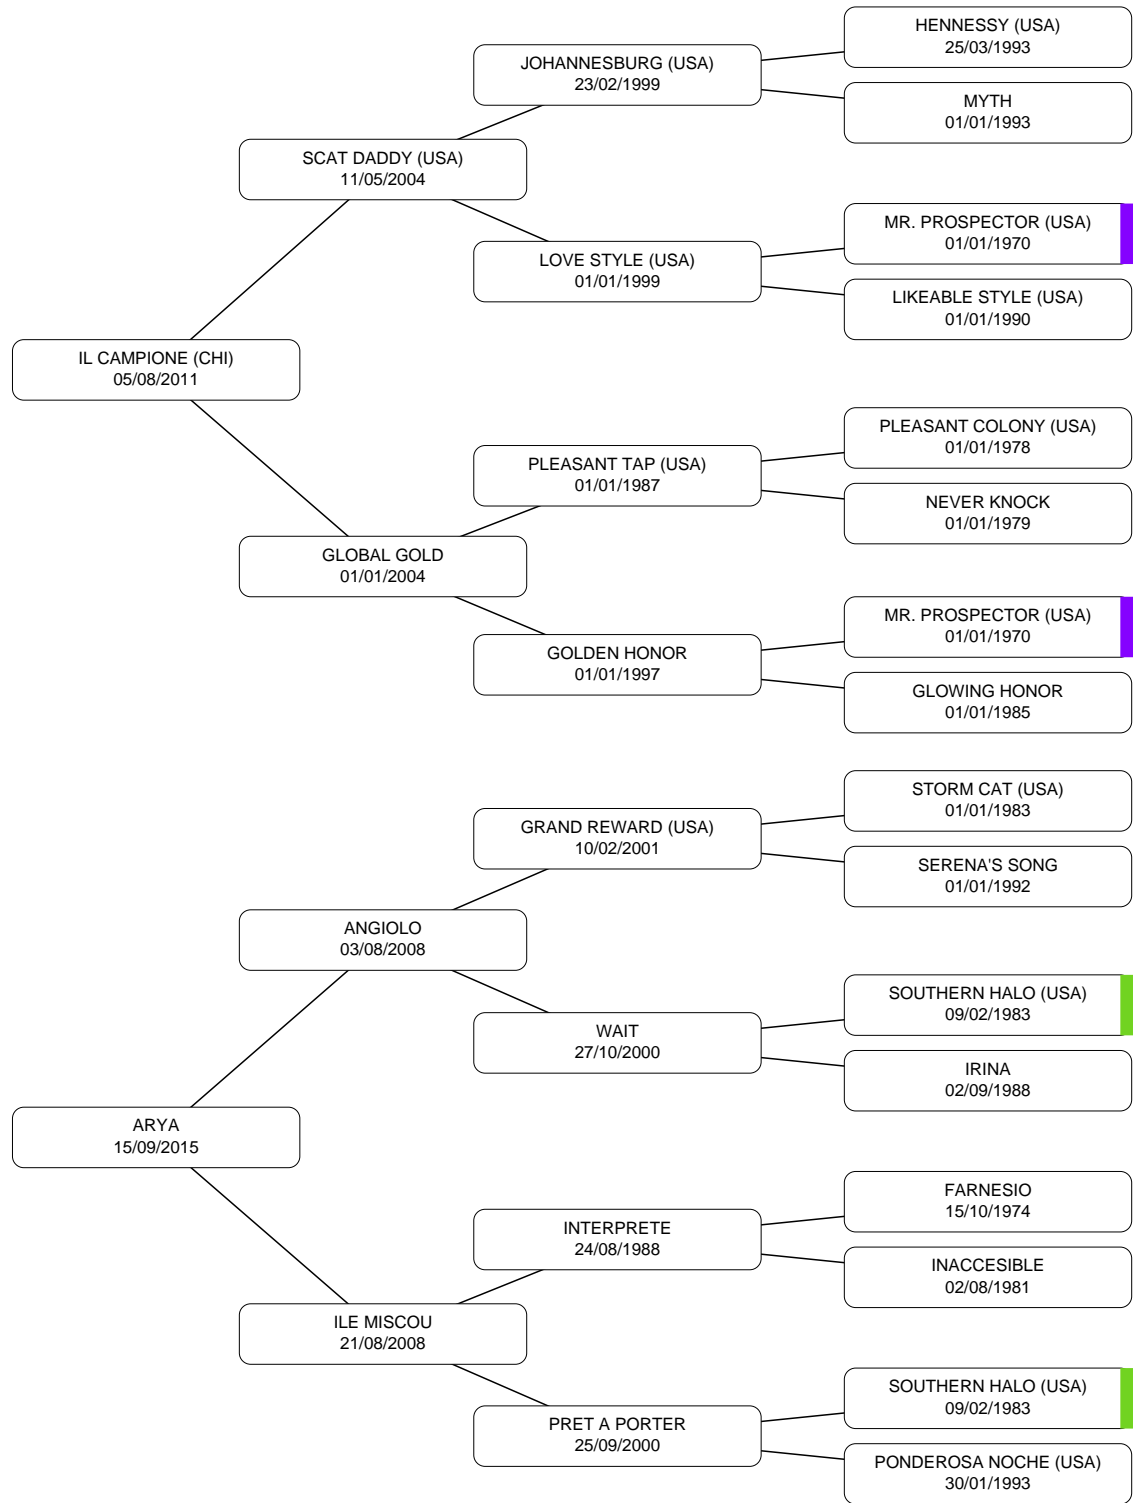 HENNESSY (USA)
25/03/1993
JOHANNESBURG (USA)
23/02/1999
MYTH
01/01/1993
SCAT DADDY (USA)
11/05/2004
MR. PROSPECTOR (USA)
01/01/1970
LOVE STYLE (USA)
01/01/1999
LIKEABLE STYLE (USA)
01/01/1990
IL CAMPIONE (CHI)
05/08/2011
PLEASANT COLONY (USA)
01/01/1978
PLEASANT TAP (USA)
01/01/1987
NEVER KNOCK
01/01/1979
GLOBAL GOLD
01/01/2004
MR. PROSPECTOR (USA)
01/01/1970
GOLDEN HONOR
01/01/1997
GLOWING HONOR
01/01/1985
STORM CAT (USA)
01/01/1983
GRAND REWARD (USA)
10/02/2001
SERENA'S SONG
01/01/1992
ANGIOLO
03/08/2008
SOUTHERN HALO (USA)
09/02/1983
WAIT
27/10/2000
IRINA
02/09/1988
ARYA
15/09/2015
FARNESIO
15/10/1974
INTERPRETE
24/08/1988
INACCESIBLE
02/08/1981
ILE MISCOU
21/08/2008
SOUTHERN HALO (USA)
09/02/1983
PRET A PORTER
25/09/2000
PONDEROSA NOCHE (USA)
30/01/1993